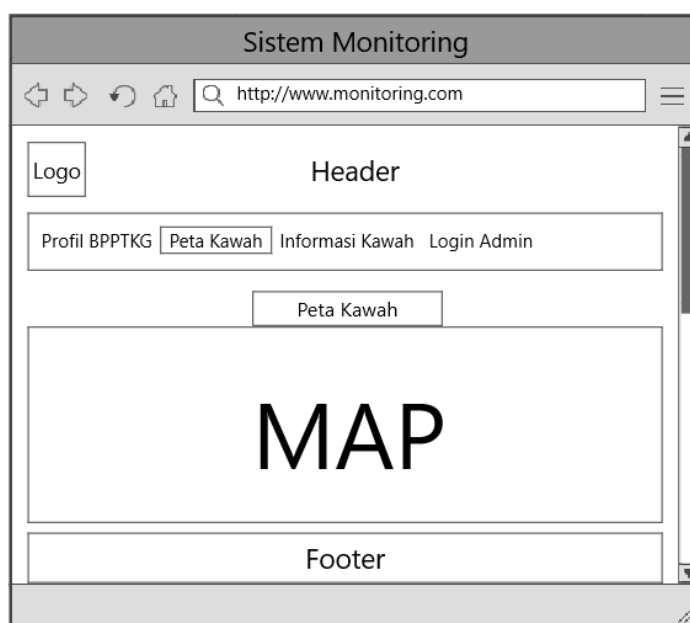 Sistem Monitoring
http://www.monitoring.com
Logo
Header
Profil BPPTKG Peta Kawah Informasi Kawah Login Admin
Peta Kawah
MAP
Footer